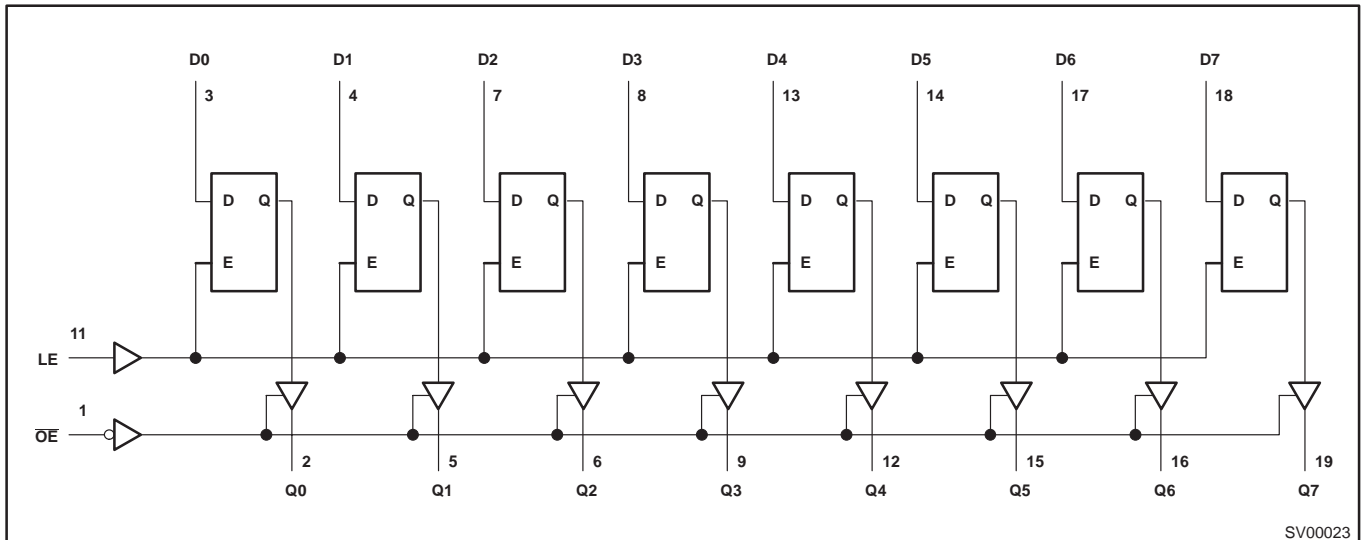 D0 D1 D2 D3 D4 D5 D6 D7
3 4 7 8 13 14 17 18
D Q D Q D Q D Q D Q D Q D Q D Q
E E E E E E E E
11
LE
1
OE
2 5 6 9 12 15 16 19
Q0 Q1 Q2 Q3 Q4 Q5 Q6 Q7
SV00023